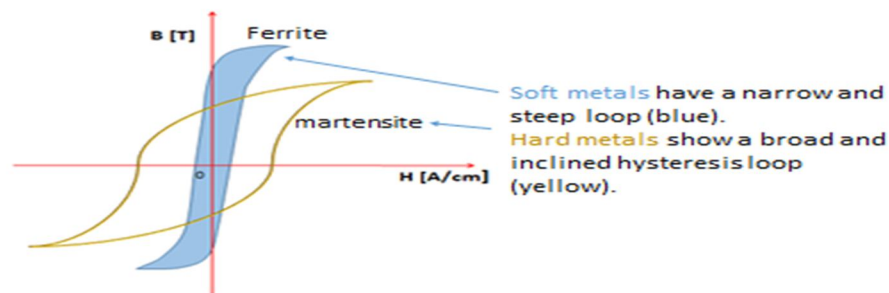 B [T]
Ferrite
Soft metals have a narrow and
steep loop (blue).
martensite
Hard metals show a broad and
inclined hysteresis loop
(yellow).
o
H [A/cm]